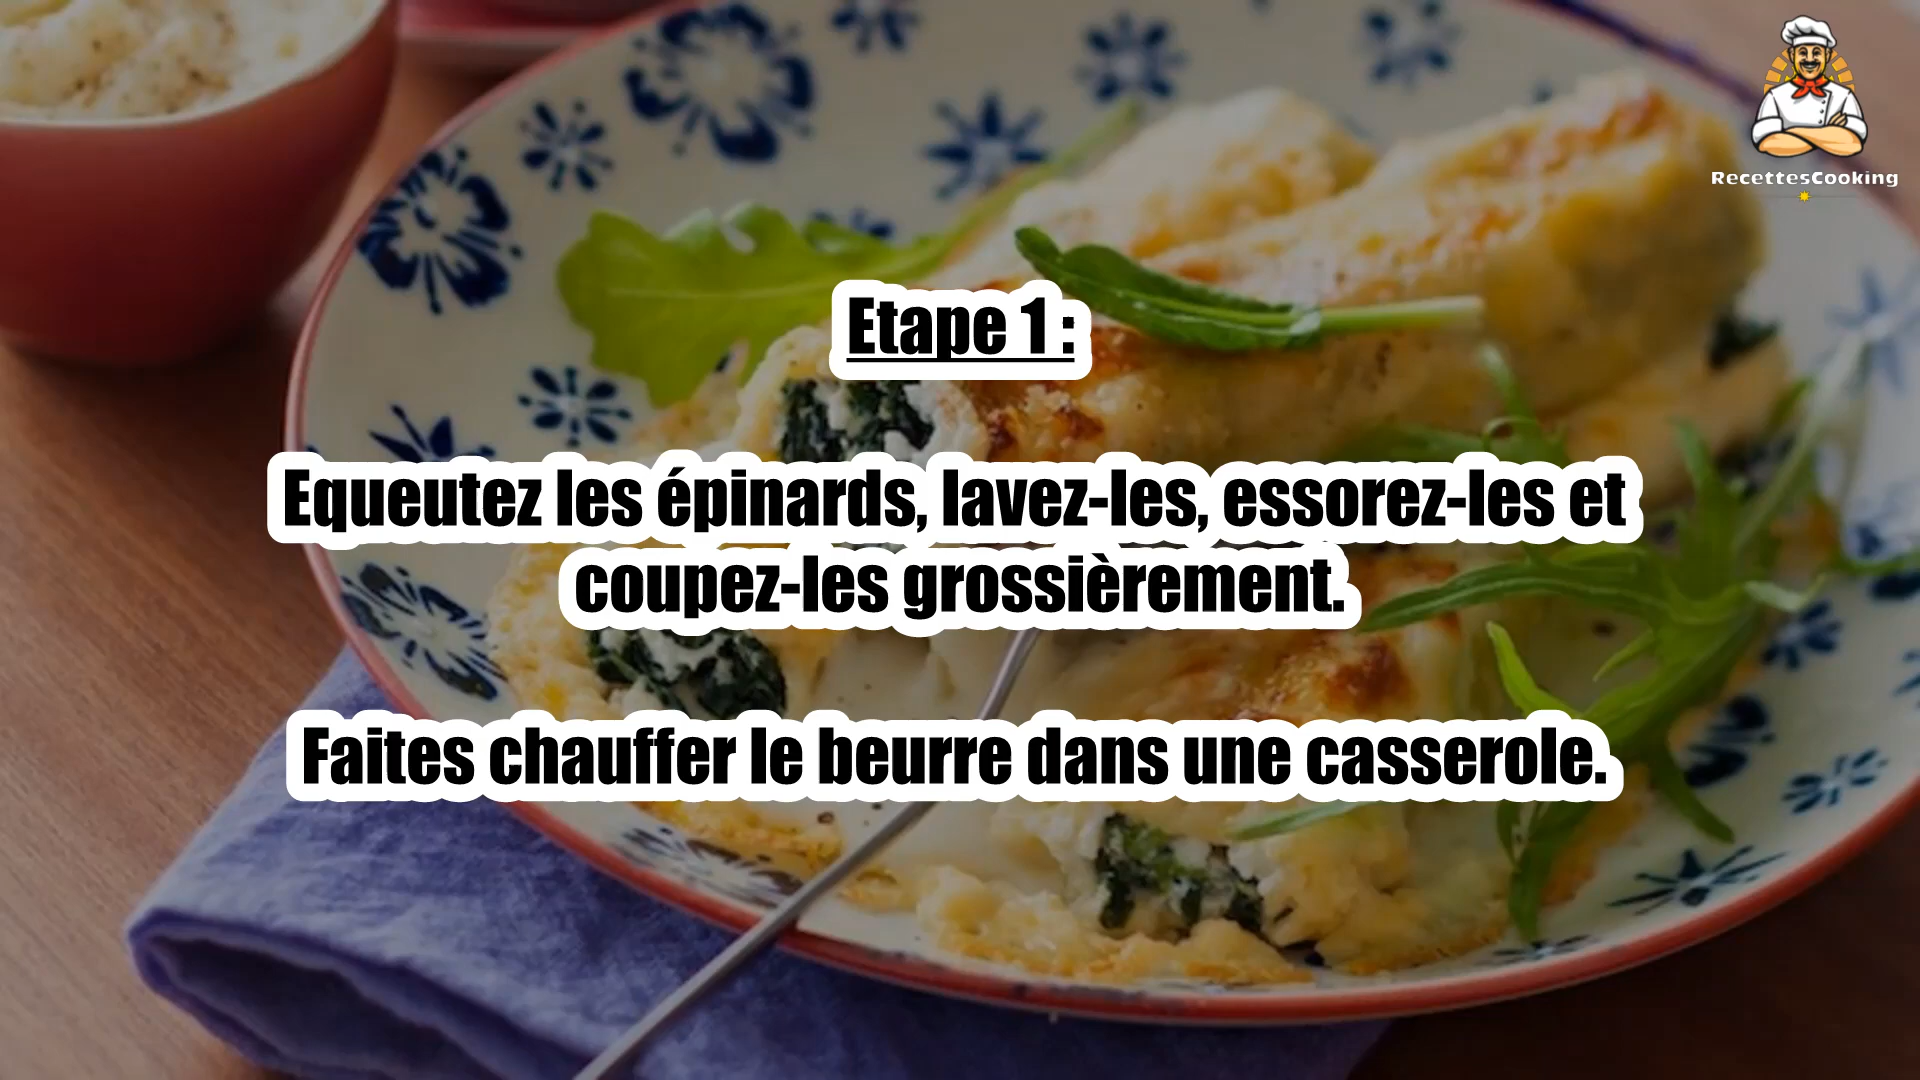 RecettesCooking
Etape 1 :
Equeutez les épinards, lavez-les, essorez-les et
coupez-les grossièrement.
Faites chauffer le beurre dans une casserole.